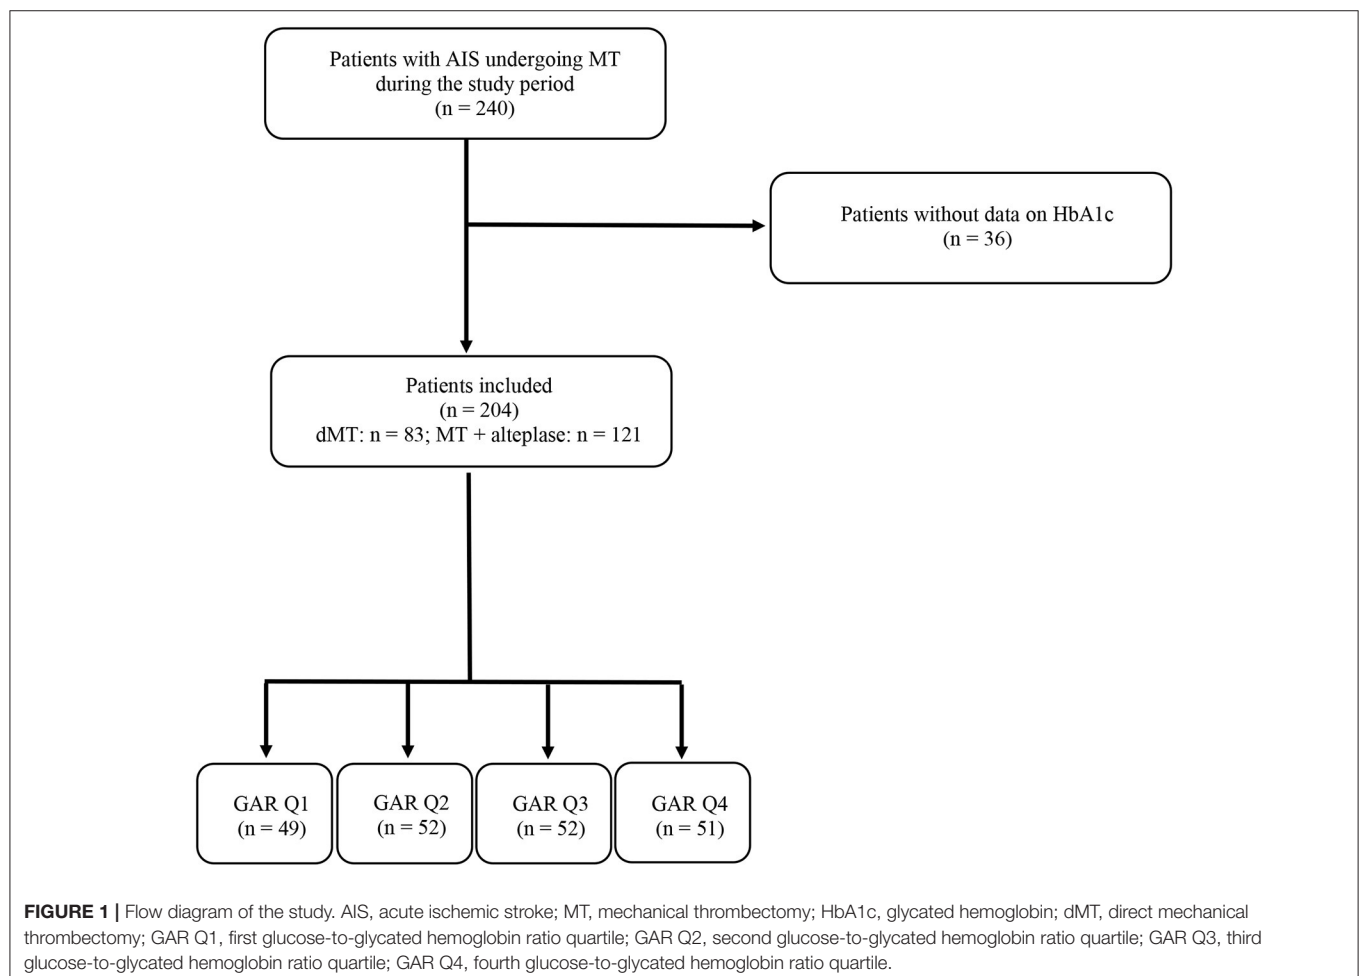 Patients with AIS undergoing MT
during the study period
(n = 240)
Patients without data on HbA1c
(n = 36)
Patients included
(n = 204)
dMT: n = 83; MT + alteplase: n = 121
GAR Q1
(n = 49)
GAR Q2
(n = 52)
GAR Q3
(n = 52)
GAR Q4
(n = 51)
FIGURE 1 | Flow diagram of the study. AIS, acute ischemic stroke; MT, mechanical thrombectomy; HbA1c, glycated hemoglobin; dMT, direct mechanical
thrombectomy; GAR Q1, first glucose-to-glycated hemoglobin ratio quartile; GAR Q2, second glucose-to-glycated hemoglobin ratio quartile; GAR Q3, third
glucose-to-glycated hemoglobin ratio quartile; GAR Q4, fourth glucose-to-glycated hemoglobin ratio quartile.